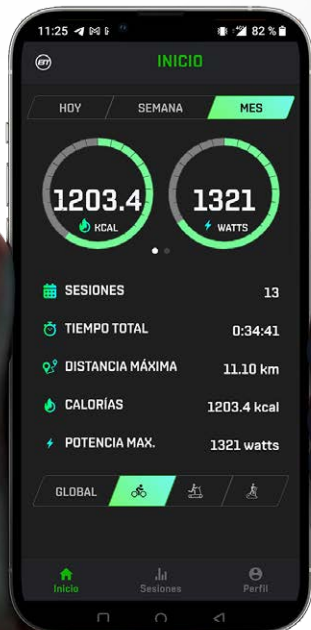 11:25 82 %
BT
INICIO
HOY SEMANA MES
1203.4 1321
KCAL WATTS
SESIONES 13
TIEMPO TOTAL 0:34:41
DISTANCIA MÁXIMA 11.10 km
CALORÍAS 1203.4 kcal
POTENCIA MAX. 1321 watts
GLOBAL
Inicio Sesiones Perfil